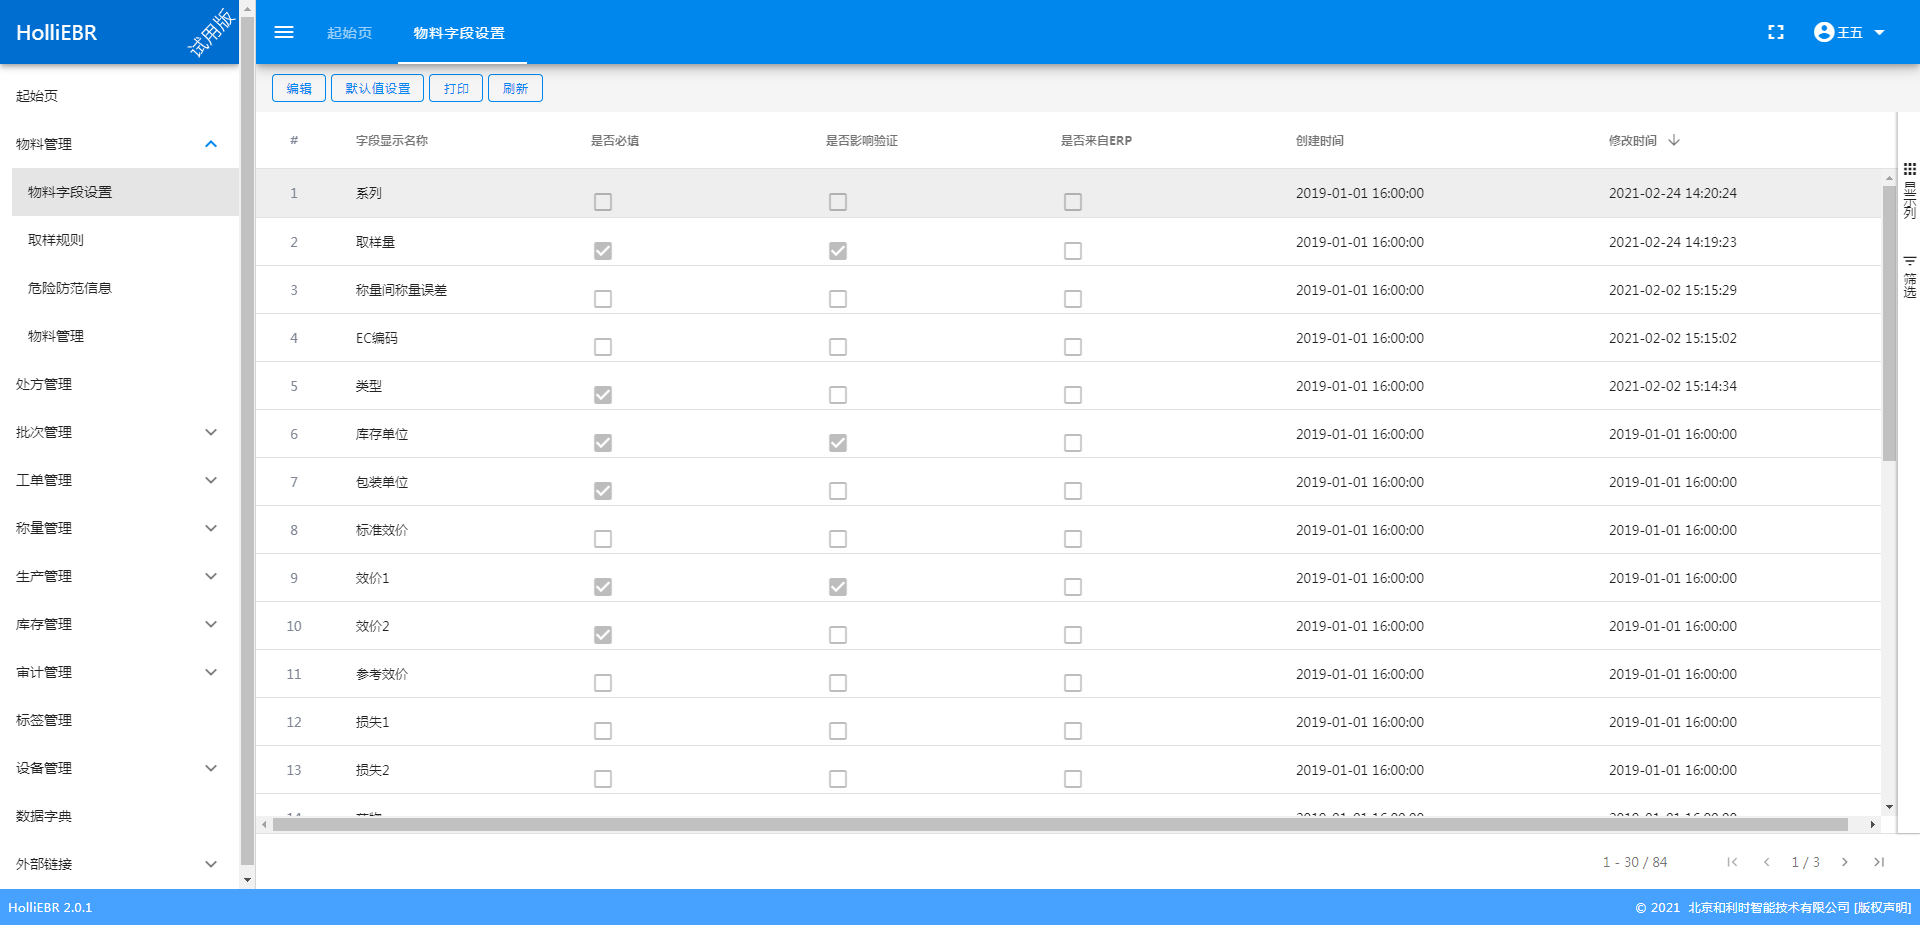 HolliEBR 试用版
起始页 物料字段设置
王五
编辑 默认值设置 打印 刷新
起始页
物料管理
物料字段设置
取样规则
危险防范信息
物料管理
处方管理
批次管理
工单管理
称量管理
生产管理
库存管理
审计管理
标签管理
设备管理
数据字典
外部链接
# 字段显示名称 是否必填 是否影响验证 是否来自ERP 创建时间 修改时间
1 系列 2019-01-01 16:00:00 2021-02-24 14:20:24
2 取样量 2019-01-01 16:00:00 2021-02-24 14:19:23
3 称量间称量误差 2019-01-01 16:00:00 2021-02-02 15:15:29
4 EC编码 2019-01-01 16:00:00 2021-02-02 15:15:02
5 类型 2019-01-01 16:00:00 2021-02-02 15:14:34
6 库存单位 2019-01-01 16:00:00 2019-01-01 16:00:00
7 包装单位 2019-01-01 16:00:00 2019-01-01 16:00:00
8 标准效价 2019-01-01 16:00:00 2019-01-01 16:00:00
9 效价1 2019-01-01 16:00:00 2019-01-01 16:00:00
10 效价2 2019-01-01 16:00:00 2019-01-01 16:00:00
11 参考效价 2019-01-01 16:00:00 2019-01-01 16:00:00
12 损失1 2019-01-01 16:00:00 2019-01-01 16:00:00
13 损失2 2019-01-01 16:00:00 2019-01-01 16:00:00
显示列
筛选
1 - 30 / 84 1 / 3
HolliEBR 2.0.1
© 2021 北京和利时智能技术有限公司 [版权声明]